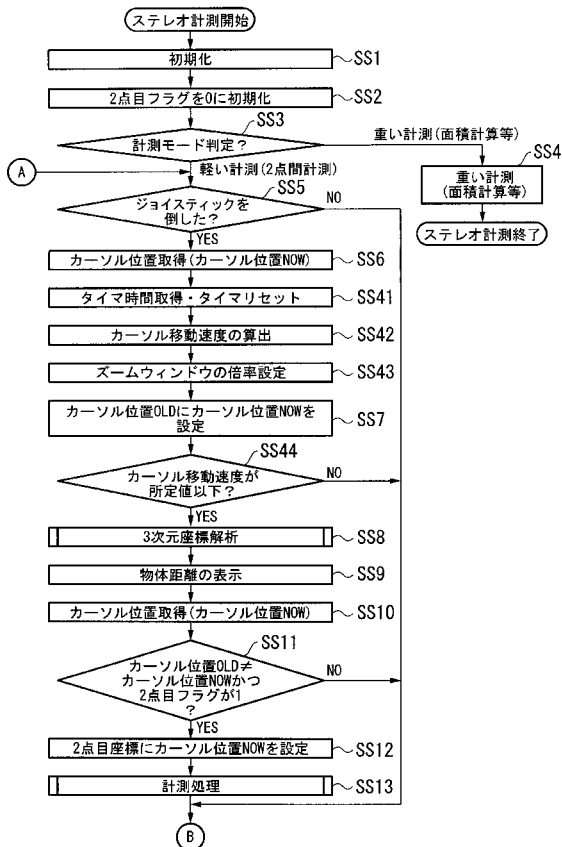 ステレオ計測開始
初期化
SS1
2点目フラグを0に初期化
SS2
SS3
計測モード判定?
重い計測(面積計算等)
SS4
重い計測
(面積計算等)
ステレオ計測終了
A
軽い計測(2点間計測)
SS5
ジョイスティックを
倒した?
NO
YES
カーソル位置取得(カーソル位置NOW)
SS6
タイマ時間取得・タイマリセット
SS41
カーソル移動速度の算出
SS42
ズームウィンドウの倍率設定
SS43
カーソル位置OLDにカーソル位置NOWを
設定
SS7
SS44
カーソル移動速度が
所定値以下?
NO
YES
3次元座標解析
SS8
物体距離の表示
SS9
カーソル位置取得(カーソル位置NOW)
SS10
SS11
カーソル位置OLD≠
カーソル位置NOWかつ
2点目フラグが1
?
NO
YES
2点目座標にカーソル位置NOWを設定
SS12
計測処理
SS13
B